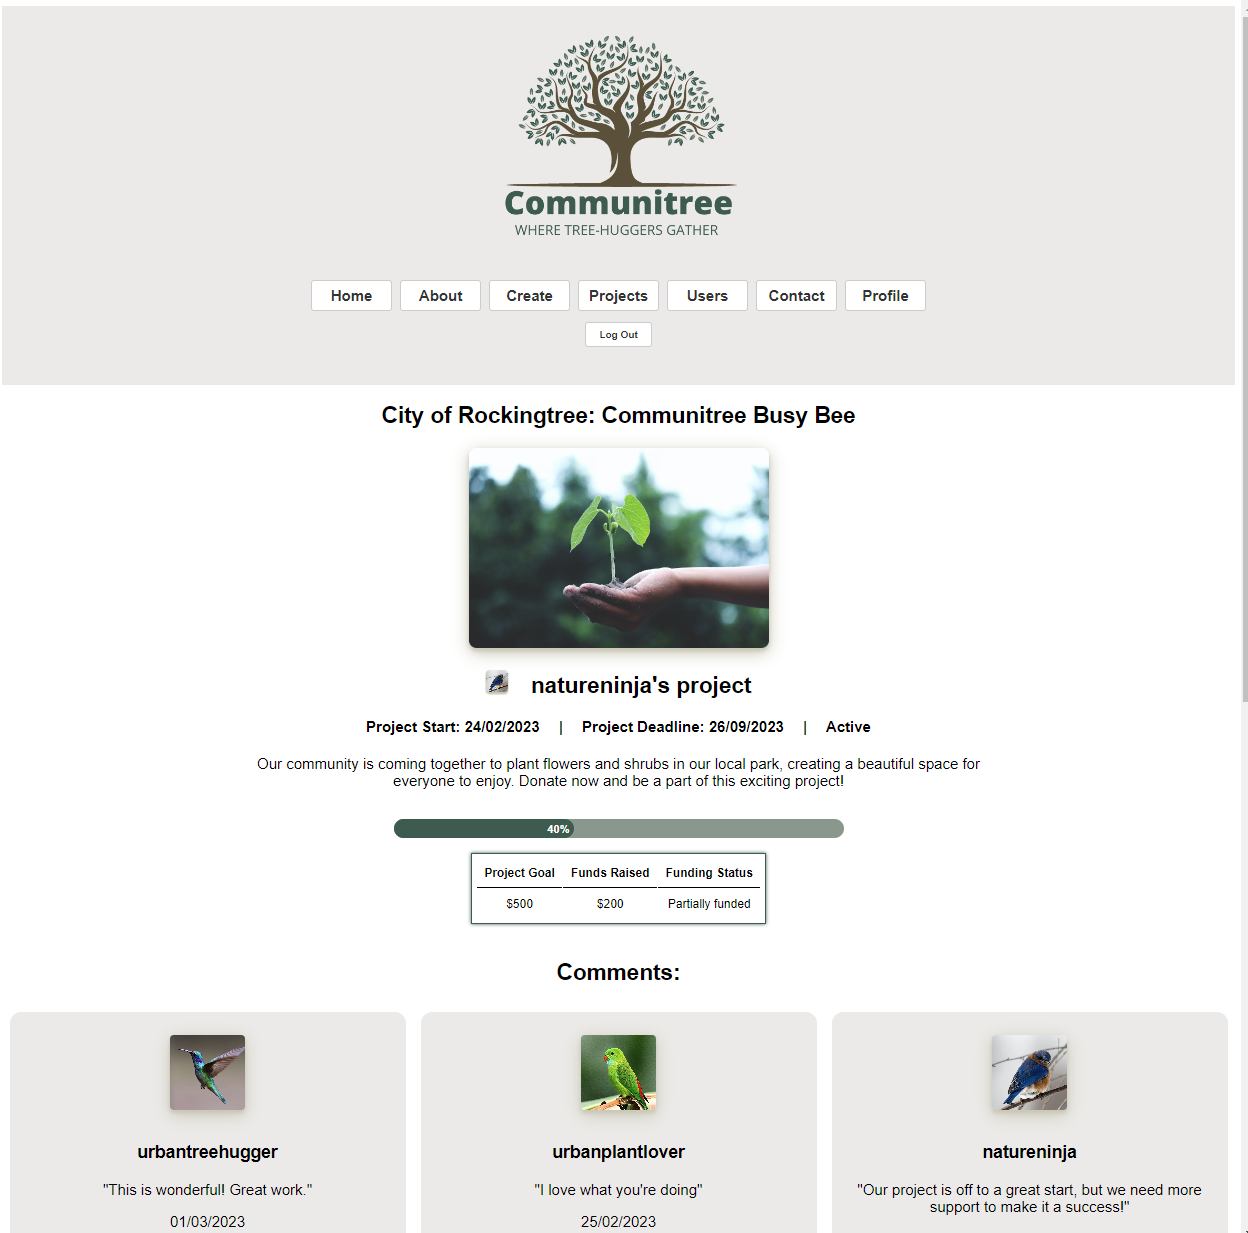 Communitree
WHERE TREE-HUGGERS GATHER
Home About Create Projects Users Contact Profile
Log Out
City of Rockingtree: Communitree Busy Bee
natureninja's project
Project Start: 24/02/2023 | Project Deadline: 26/09/2023 | Active
Our community is coming together to plant flowers and shrubs in our local park, creating a beautiful space for
everyone to enjoy. Donate now and be a part of this exciting project!
40%
Project Goal Funds Raised Funding Status
$500 $200 Partially funded
Comments:
urbantreehugger
"This is wonderful! Great work."
01/03/2023
urbanplantlover
"I love what you're doing"
25/02/2023
natureninja
"Our project is off to a great start, but we need more
support to make it a success!"